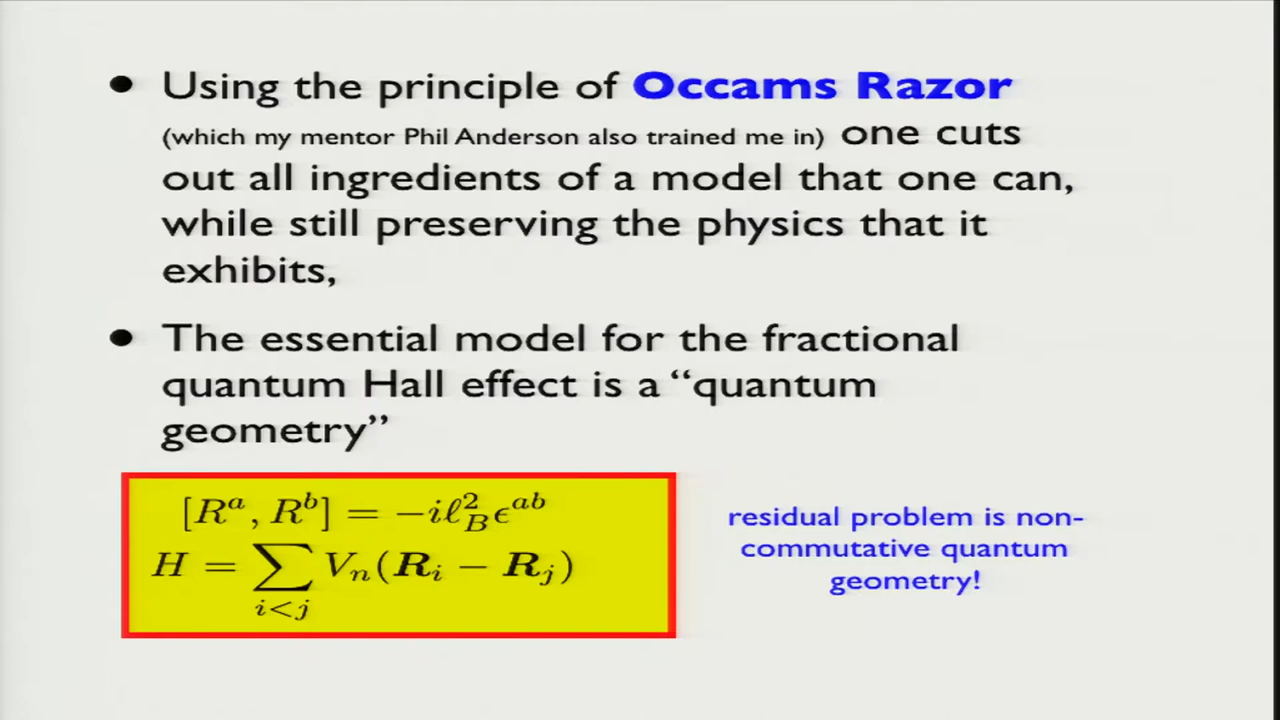 • Using the principle of Occams Razor
(which my mentor Phil Anderson also trained me in) one cuts
out all ingredients of a model that one can,
while still preserving the physics that it
exhibits,
• The essential model for the fractional
quantum Hall effect is a “quantum
geometry”
[R^a, R^b] = −iℓ_B^2 ϵ^{ab}
H = ∑_{i<j} V_n(R_i − R_j)
residual problem is non-
commutative quantum
geometry!